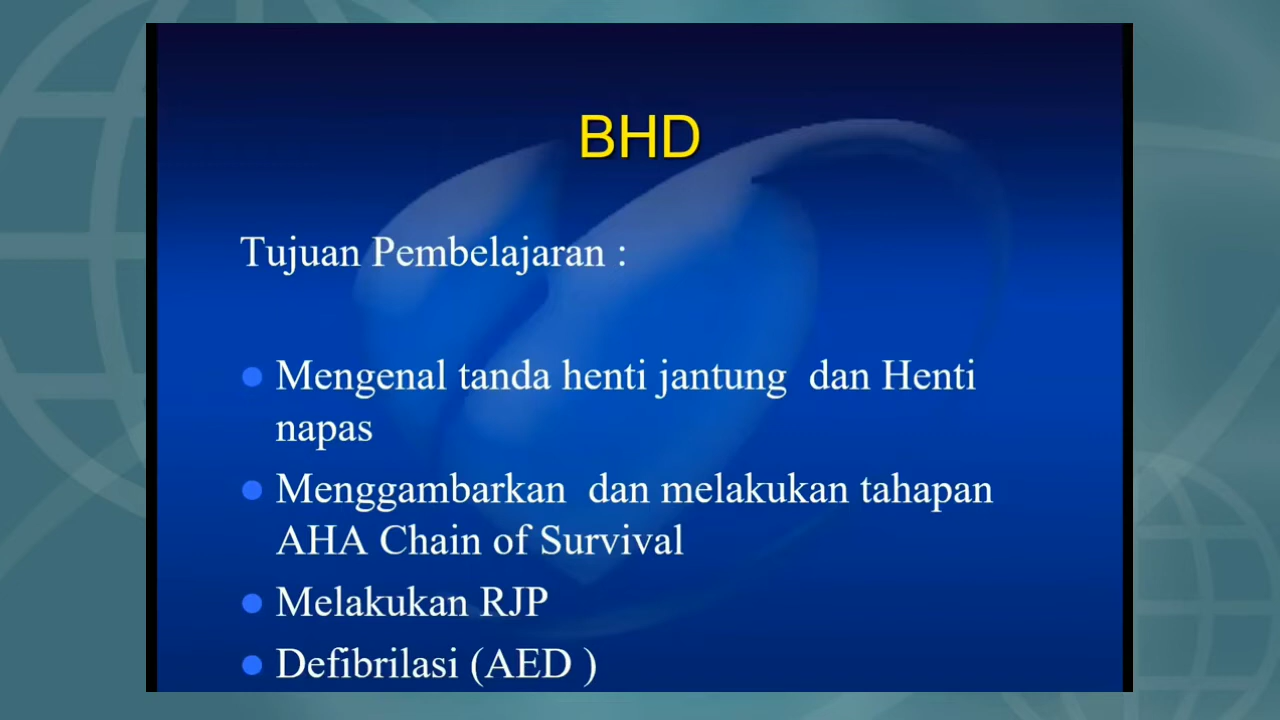 BHD
Tujuan Pembelajaran :
Mengenal tanda henti jantung dan Henti
napas
Menggambarkan dan melakukan tahapan
AHA Chain of Survival
Melakukan RJP
Defibrilasi (AED )